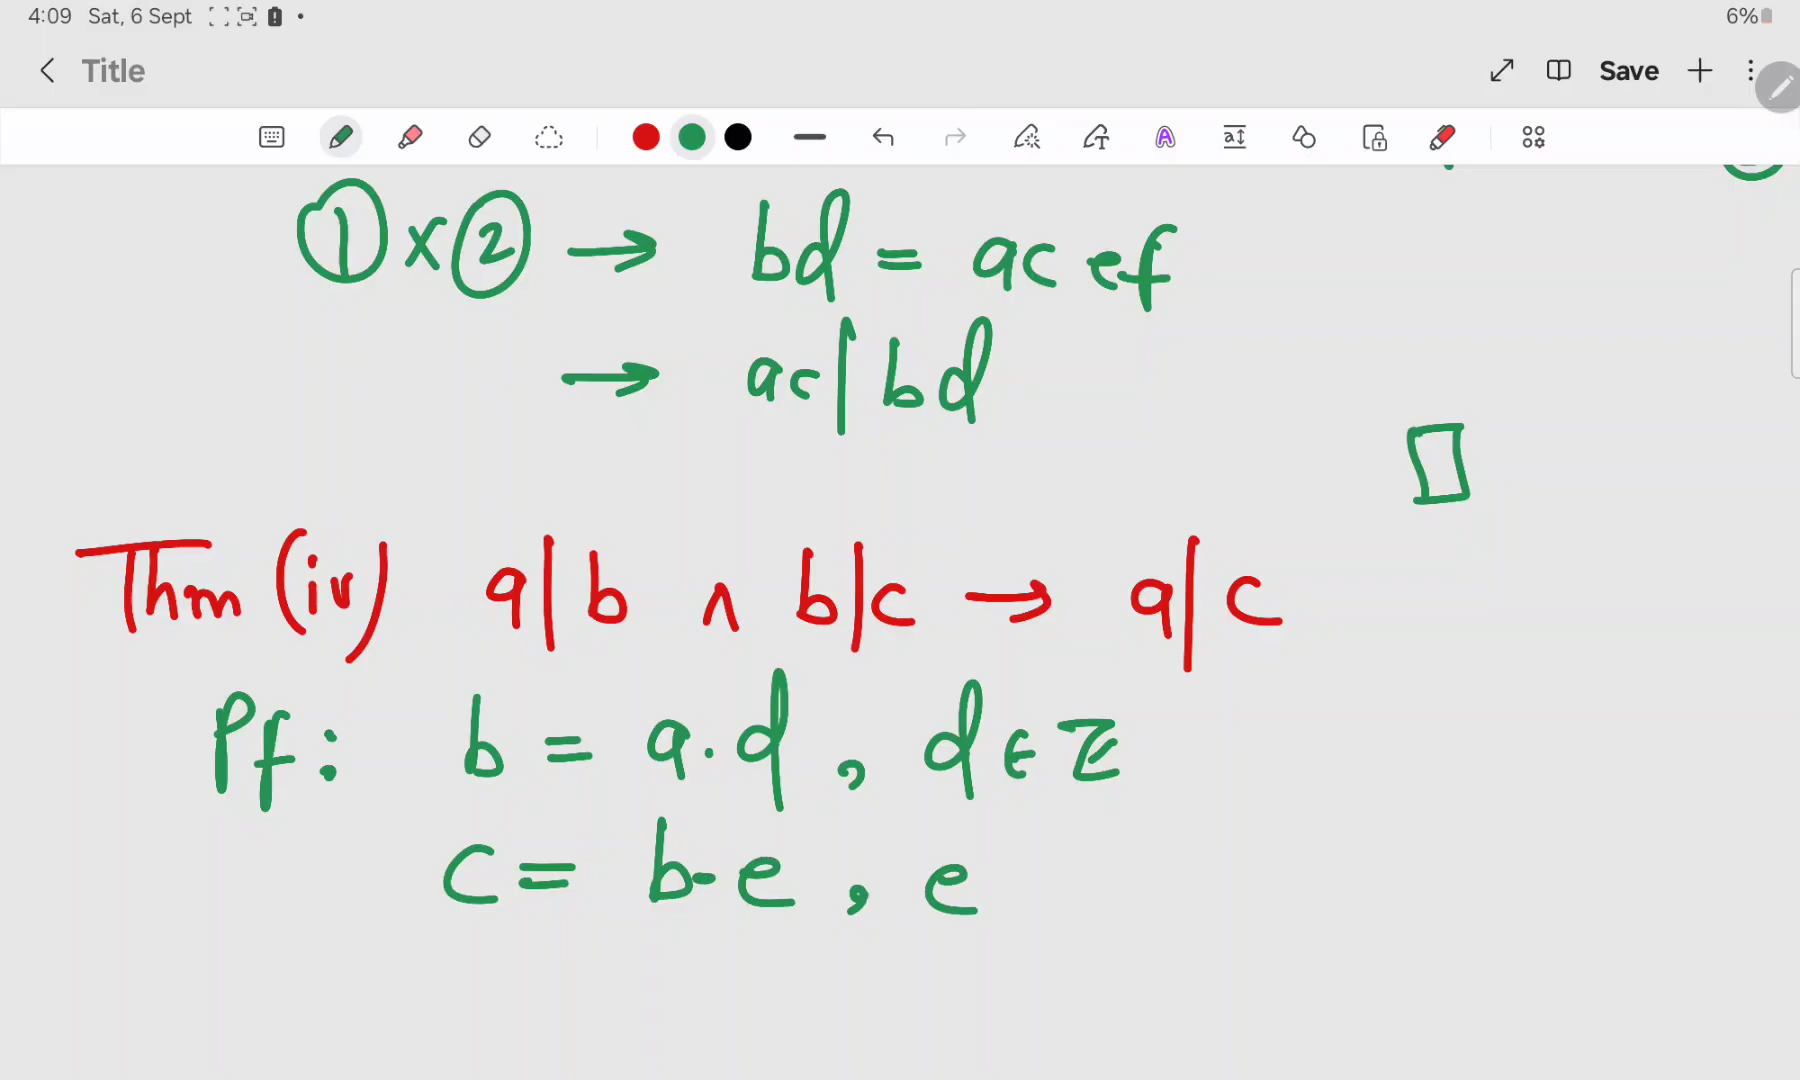 4:09 Sat, 6 Sept 6%
Title Save
① x ② → bd = ac ef
→ ac|bd
Thm (iv) a|b ∧ b|c → a|c
Pf: b = a·d , d ∈ Z
c = b·e , e